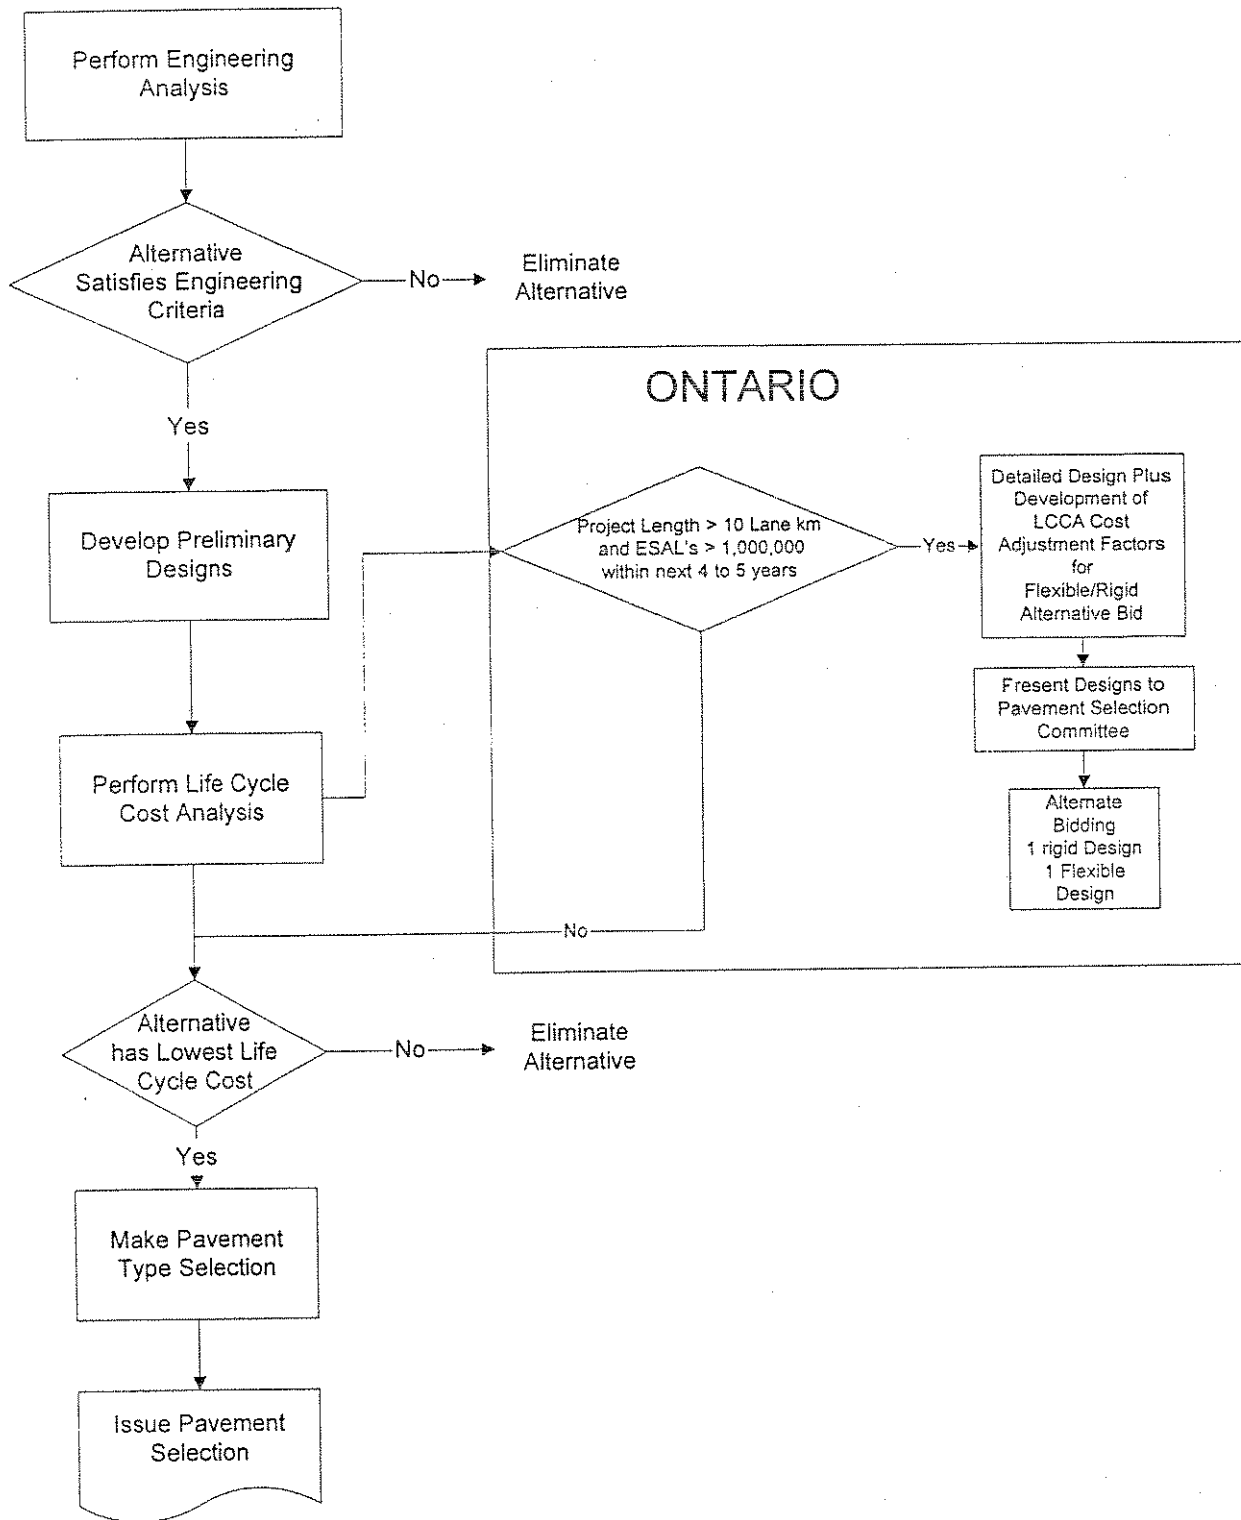 Perform Engineering
Analysis
Alternative
Satisfies Engineering
Criteria
No
Eliminate
Alternative
Yes
Develop Preliminary
Designs
Perform Life Cycle
Cost Analysis
ONTARIO
Project Length > 10 Lane km
and ESAL's > 1,000,000
within next 4 to 5 years
Yes
Detailed Design Plus
Development of
LCCA Cost
Adjustment Factors
for
Flexible/Rigid
Alternative Bid
Fresent Designs to
Pavement Selection
Committee
Alternate
Bidding
1 rigid Design
1 Flexible
Design
No
Alternative
has Lowest Life
Cycle Cost
No
Eliminate
Alternative
Yes
Make Pavement
Type Selection
Issue Pavement
Selection